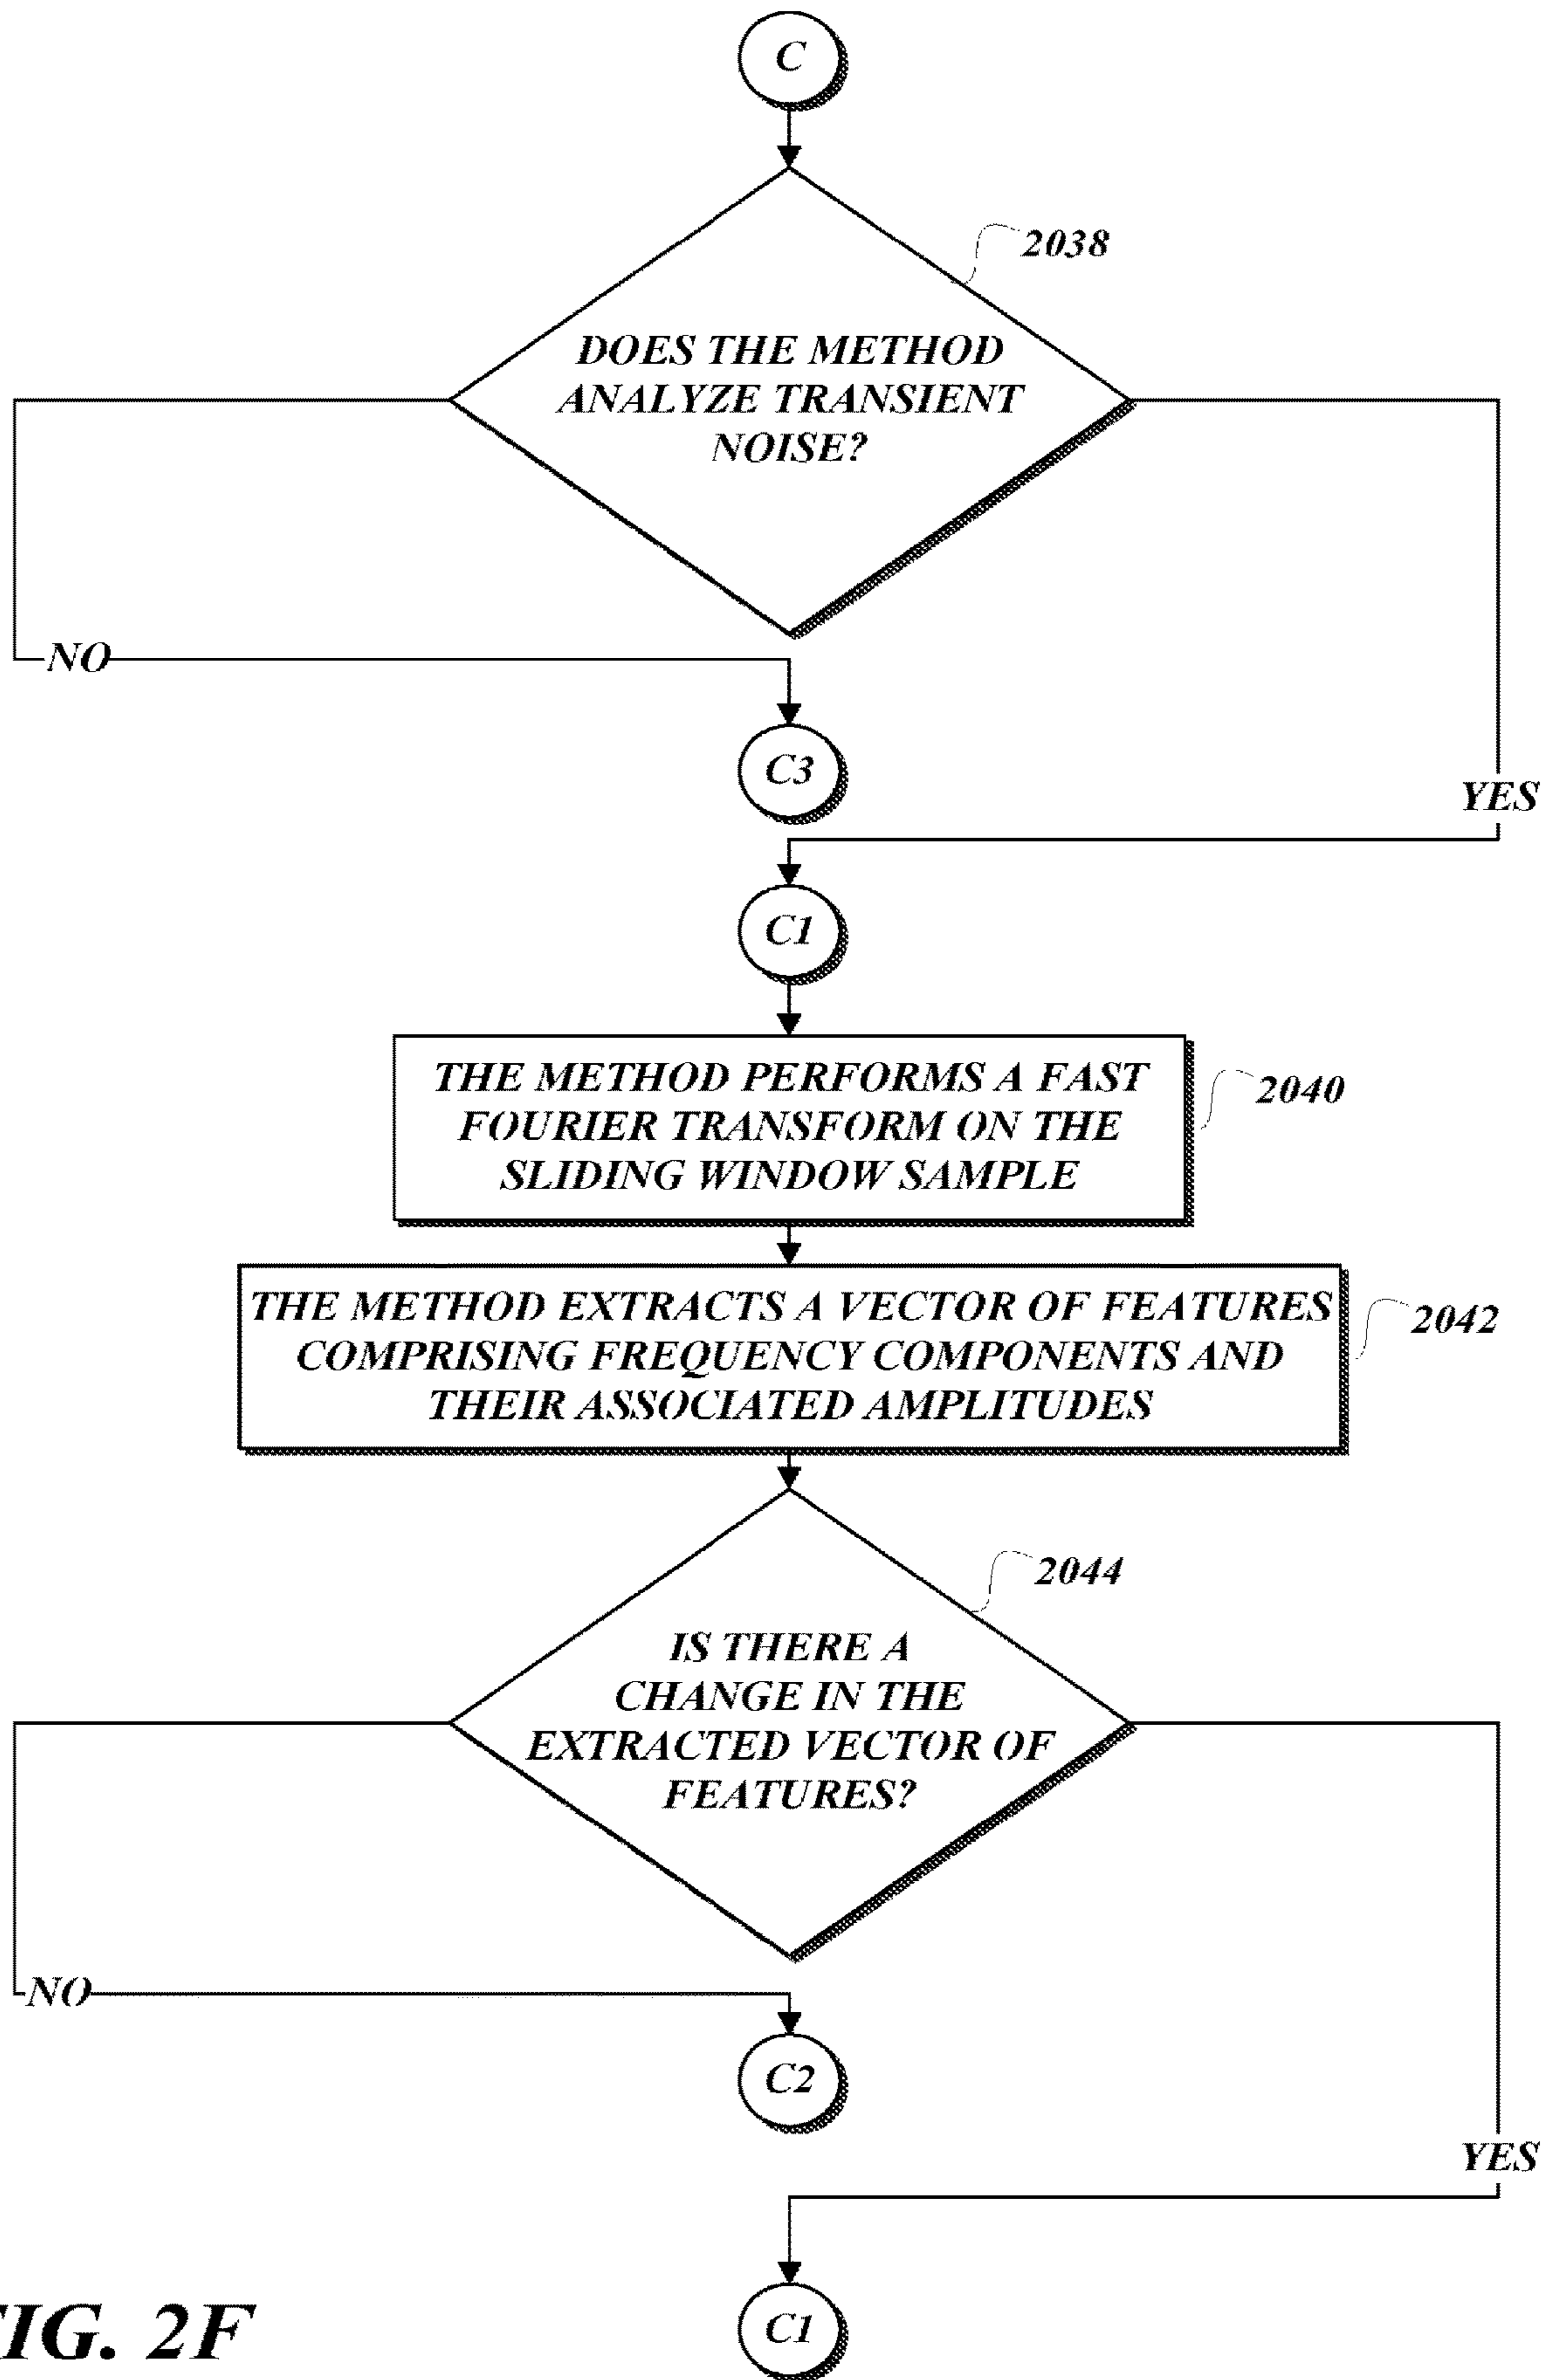 C
2038
DOES THE METHOD
ANALYZE TRANSIENT
NOISE?
NO
C3
YES
C1
THE METHOD PERFORMS A FAST
FOURIER TRANSFORM ON THE
SLIDING WINDOW SAMPLE
2040
THE METHOD EXTRACTS A VECTOR OF FEATURES
COMPRISING FREQUENCY COMPONENTS AND
THEIR ASSOCIATED AMPLITUDES
2042
2044
IS THERE A
CHANGE IN THE
EXTRACTED VECTOR OF
FEATURES?
NO
C2
YES
C1
FIG. 2F